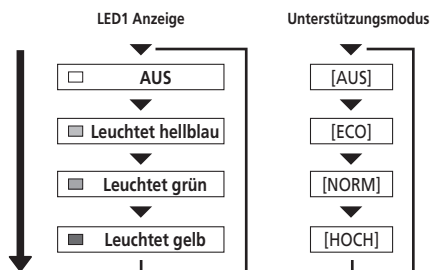 LED1 Anzeige Unterstützungsmodus
AUS [AUS]
Leuchtet hellblau [ECO]
Leuchtet grün [NORM]
Leuchtet gelb [HOCH]